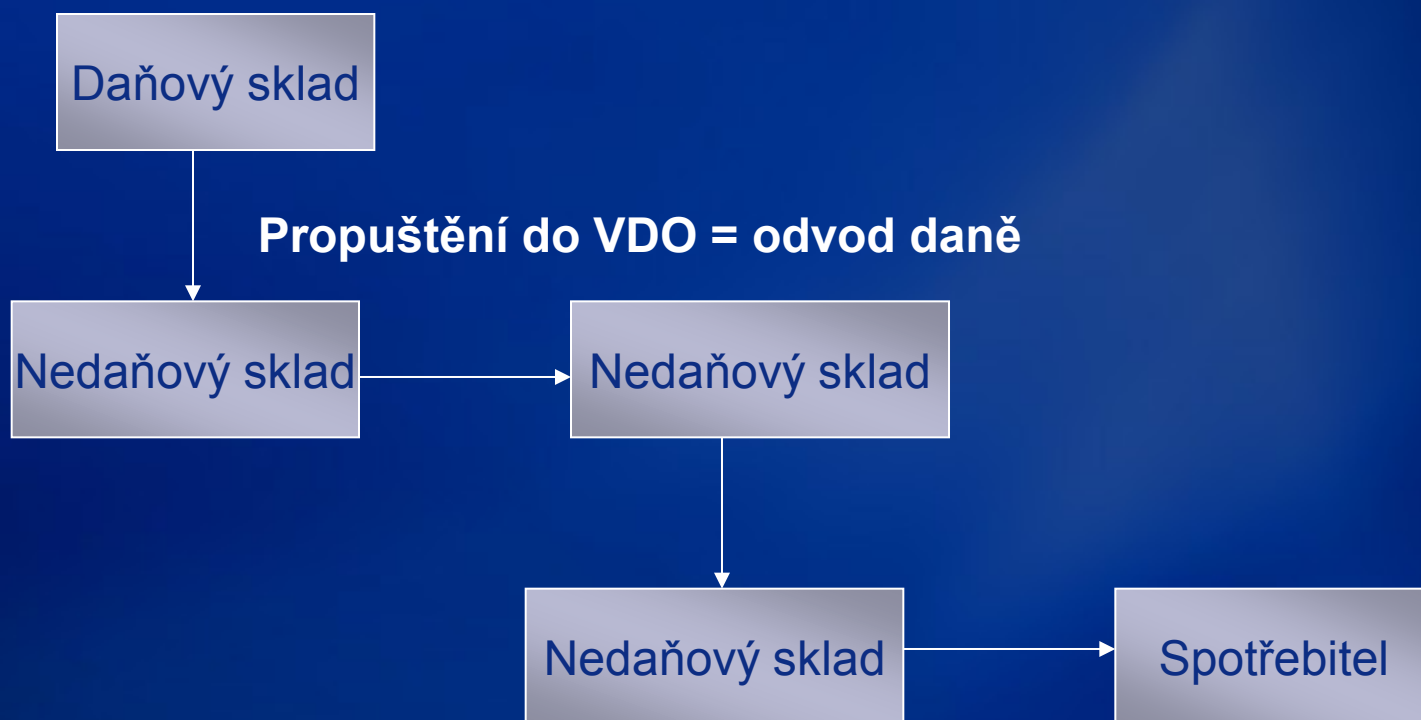 Daňový sklad
Propuštění do VDO = odvod daně
Nedaňový sklad
Nedaňový sklad
Nedaňový sklad
Spotřebitel